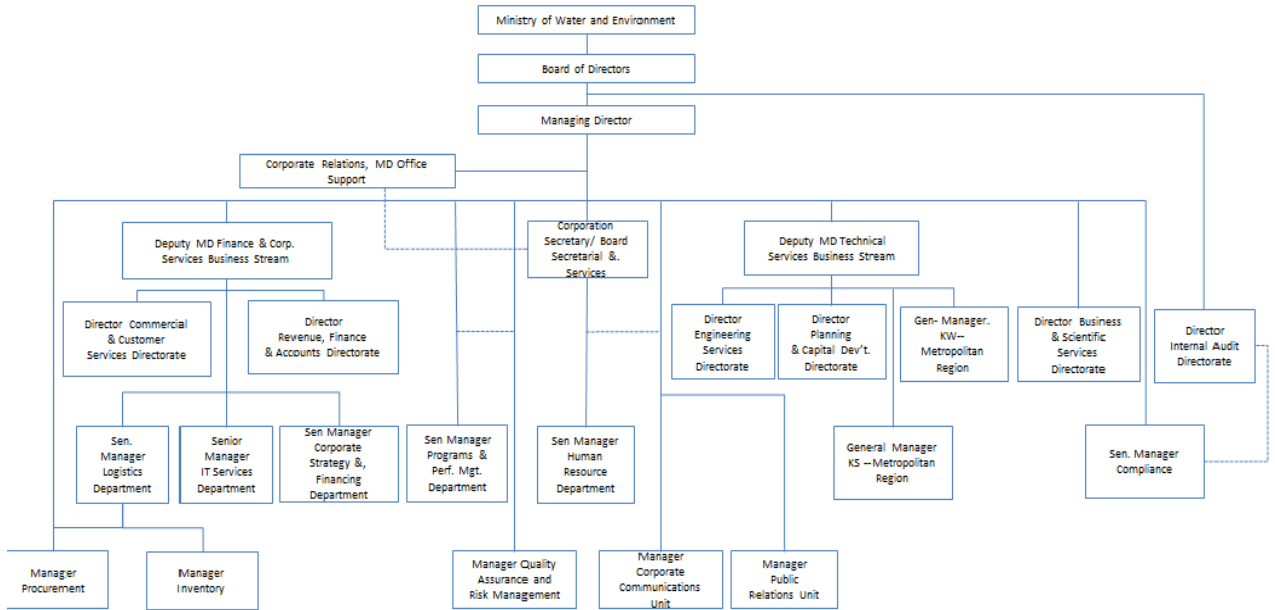 Ministry of Water and Environment
Board of Directors
Managing Director
Corporate Relations, MD Office
Support
Deputy MD Finance & Corp.
Services Business Stream
Corporation
Secretary/ Board
Secretarial &.
Services
Deputy MD Technical
Services Business Stream
Director Commercial
& Customer
Services Directorate
Director
Revenue, Finance
& Accounts Directorate
Director
Engineering
Services
Directorate
Director
Planning
& Capital Dev't.
Directorate
Gen- Manager.
KW--
Metropolitan
Region
Director Business
& Scientific
Services
Directorate
Director
Internal Audit
Directorate
Sen.
Manager
Logistics
Department
Senior
Manager
IT Services
Department
Sen Manager
Corporate
Strategy &,
Financing
Department
Sen Manager
Programs &
Perf. Mgt.
Department
Sen Manager
Human
Resource
Department
General Manager
KS --Metropolitan
Region
Sen. Manager
Compliance
Manager
Procurement
Manager
Inventory
Manager Quality
Assurance and
Risk Management
Manager
Corporate
Communications
Unit
Manager
Public
Relations Unit